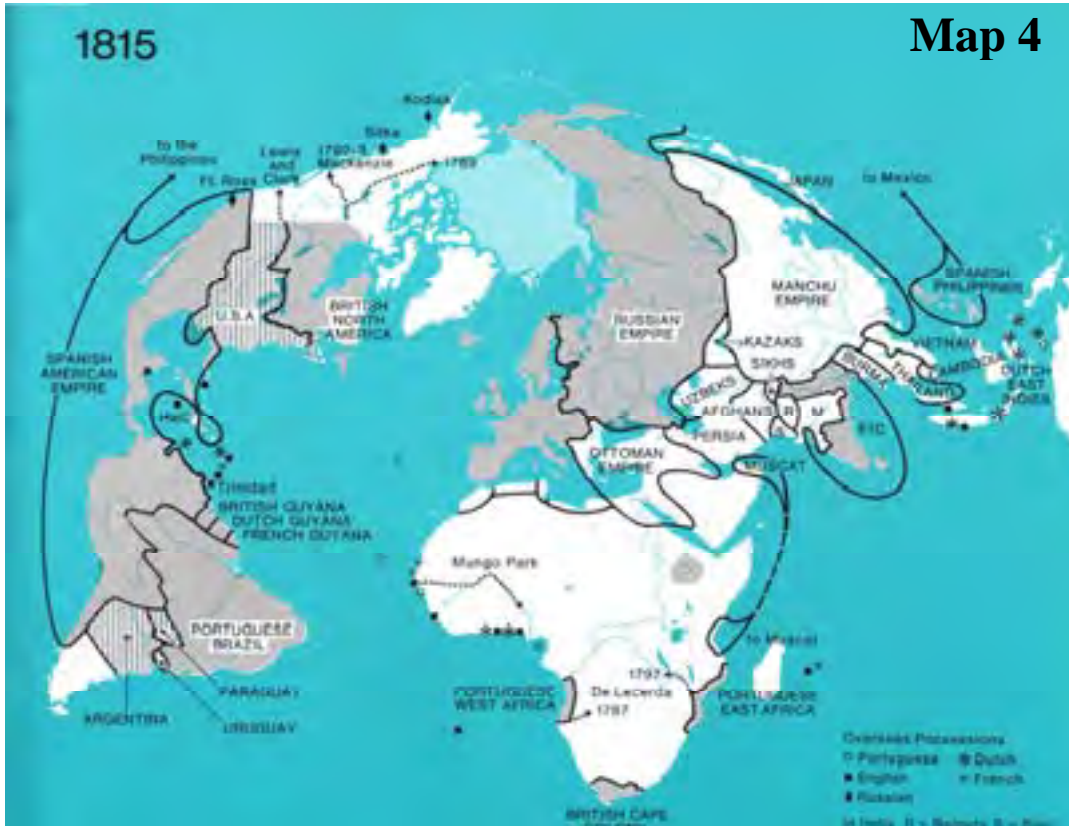 1815
Map 4
Kodiak
Sitka
to the
Philippines
Lewis
and
Clark
1792-3
Mackenzie
1789
Ft. Ross
JAPAN
to Mexico
SPANISH
PHILIPPINES
MANCHU
EMPIRE
U.S.A
BRITISH
NORTH
AMERICA
RUSSIAN
EMPIRE
KAZAKS
SIKHS
VIETNAM
CAMBODIA
THAILAND
BURMA
DUTCH
EAST
INDIES
SPANISH
AMERICAN
EMPIRE
UZBEKS
AFGHANS
R
M
S
EIC
PERSIA
OTTOMAN
EMPIRE
MUSCAT
Trinidad
BRITISH GUYANA
DUTCH GUYANA
FRENCH GUYANA
Mungo Park
PORTUGUESE
BRAZIL
to Muscat
1797
De Lecerda
1787
PORTUGUESE
WEST AFRICA
PORTUGUESE
EAST AFRICA
PARAGUAY
ARGENTINA
URUGUAY
Overseas Possessions
Portuguese
Dutch
English
French
Russian
BRITISH CAPE